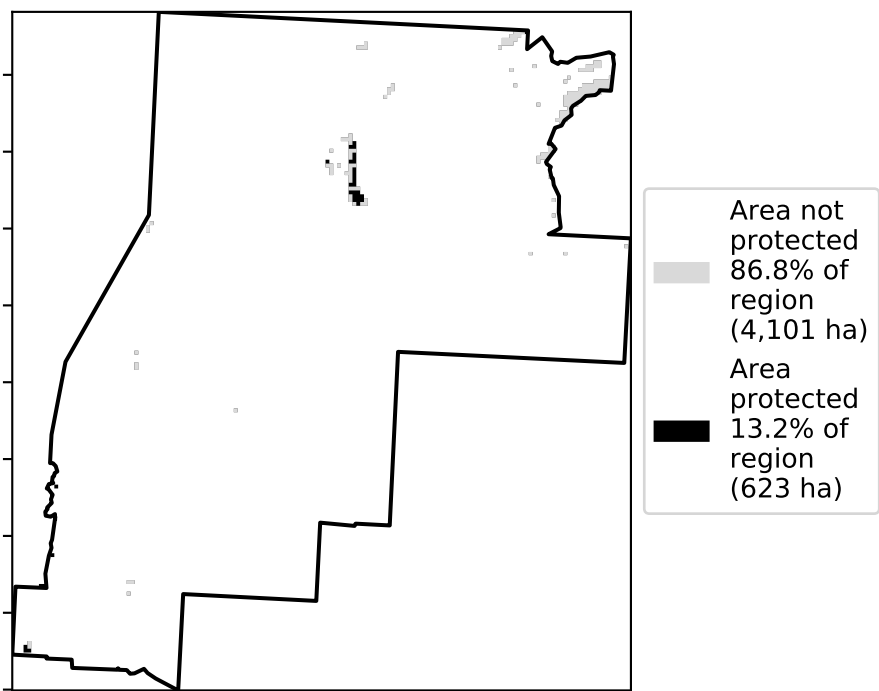 Area not
protected
86.8% of
region
(4,101 ha)
Area
protected
13.2% of
region
(623 ha)